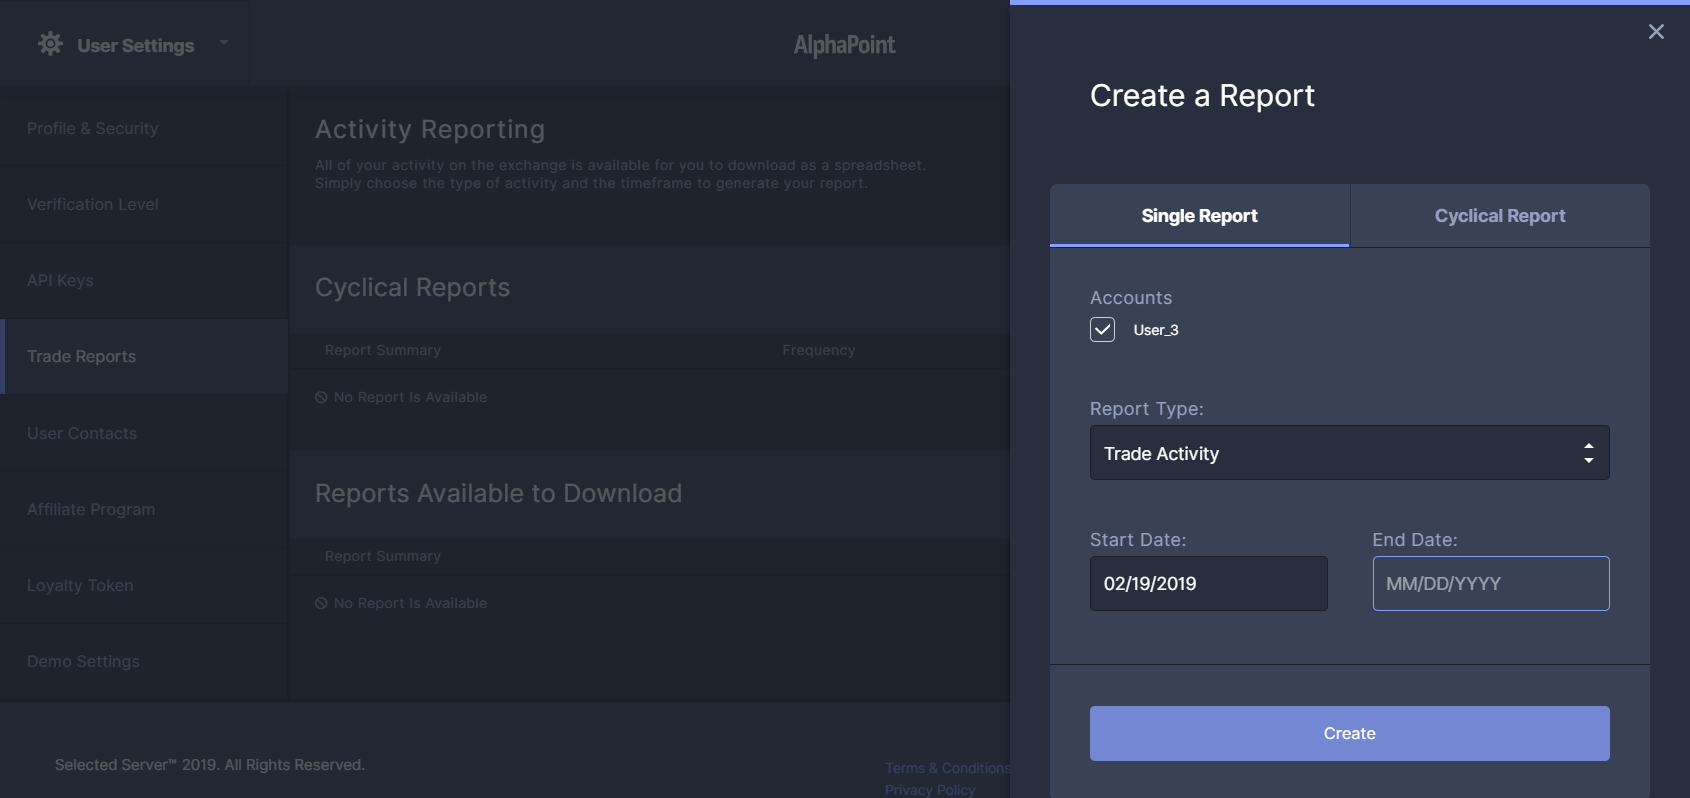 User Settings
AlphaPoint
Profile & Security
Verification Level
API Keys
Trade Reports
User Contacts
Affiliate Program
Loyalty Token
Demo Settings
Activity Reporting
All of your activity on the exchange is available for you to download as a spreadsheet.
Simply choose the type of activity and the timeframe to generate your report.
Cyclical Reports
Report Summary Frequency
No Report Is Available
Reports Available to Download
Report Summary
No Report Is Available
Selected Server™ 2019. All Rights Reserved.
Terms & Conditions
Privacy Policy
Create a Report
Single Report Cyclical Report
Accounts
User_3
Report Type:
Trade Activity
Start Date: End Date:
02/19/2019 MM/DD/YYYY
Create